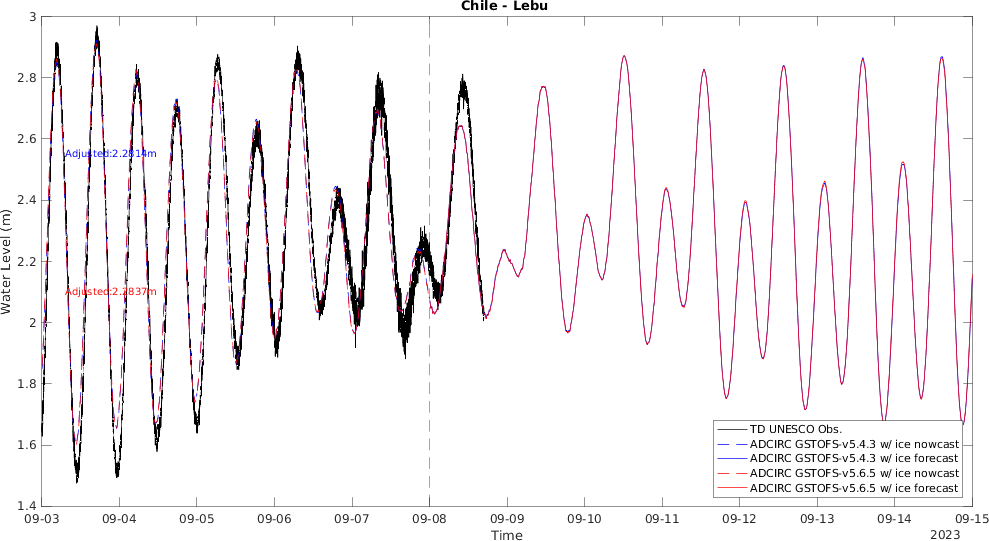 Chile - Lebu
3
2.8
2.6
2.4
2.2
2
1.8
1.6
1.4
Water Level (m)
Adjusted:2.2814m
Adjusted:2.2837m
TD UNESCO Obs.
ADCIRC GSTOFS-v5.4.3 w/ ice nowcast
ADCIRC GSTOFS-v5.4.3 w/ ice forecast
ADCIRC GSTOFS-v5.6.5 w/ ice nowcast
ADCIRC GSTOFS-v5.6.5 w/ ice forecast
09-03 09-04 09-05 09-06 09-07 09-08 09-09 09-10 09-11 09-12 09-13 09-14 09-15
Time
2023